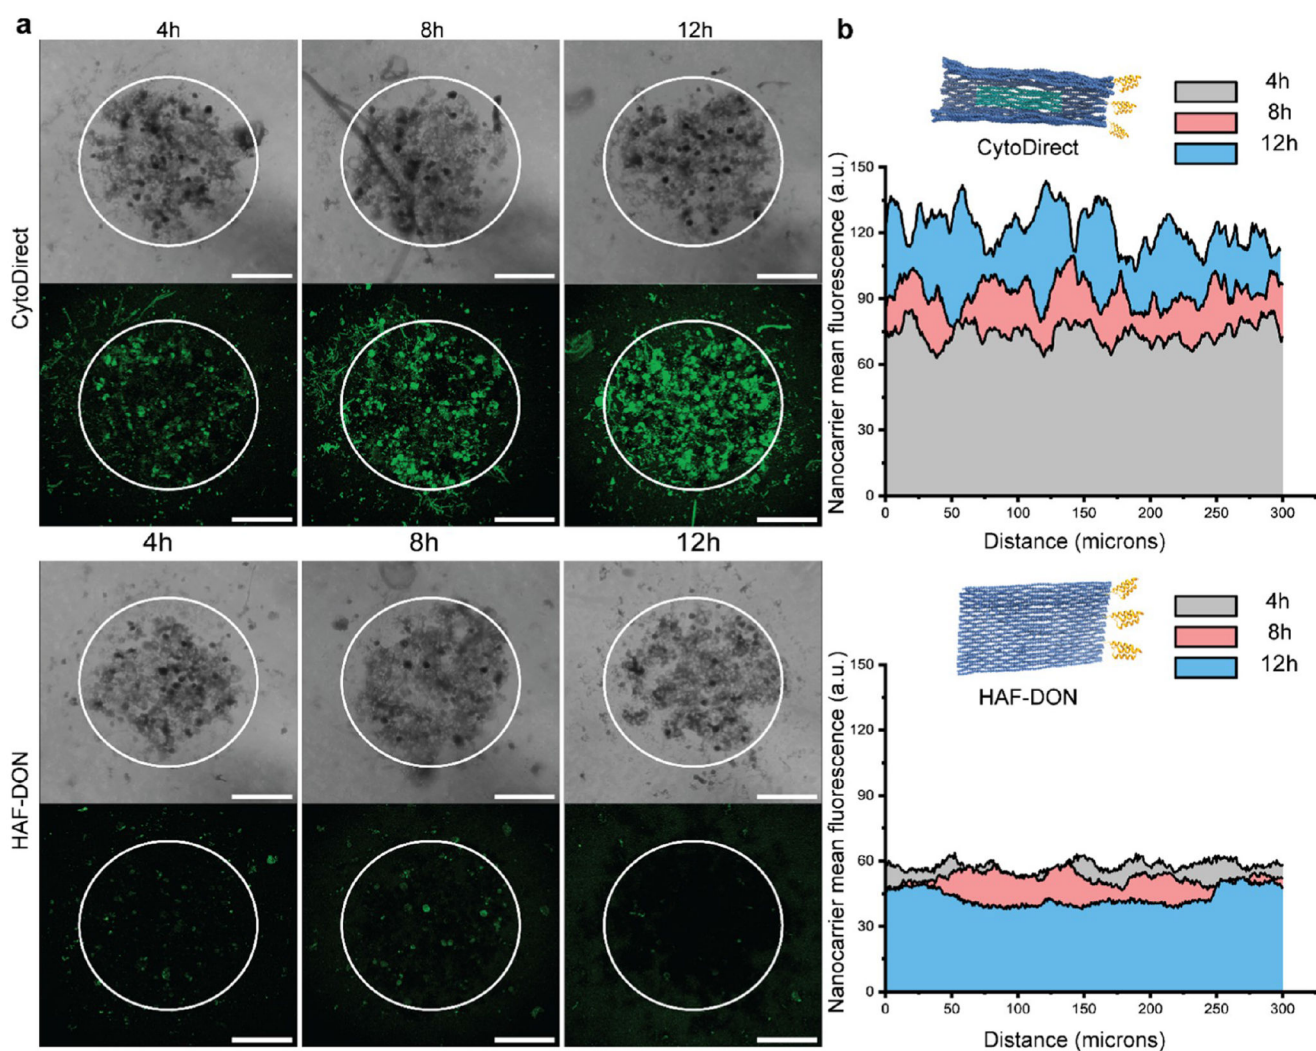 a
4h 8h 12h
CytoDirect
4h 8h 12h
HAF-DON
b
4h
8h
12h
CytoDirect
Nanocarrier mean fluorescence (a.u.)
150
120
90
60
30
0
0 50 100 150 200 250 300
Distance (microns)
4h
8h
12h
HAF-DON
Nanocarrier mean fluorescence (a.u.)
150
120
90
60
30
0
0 50 100 150 200 250 300
Distance (microns)